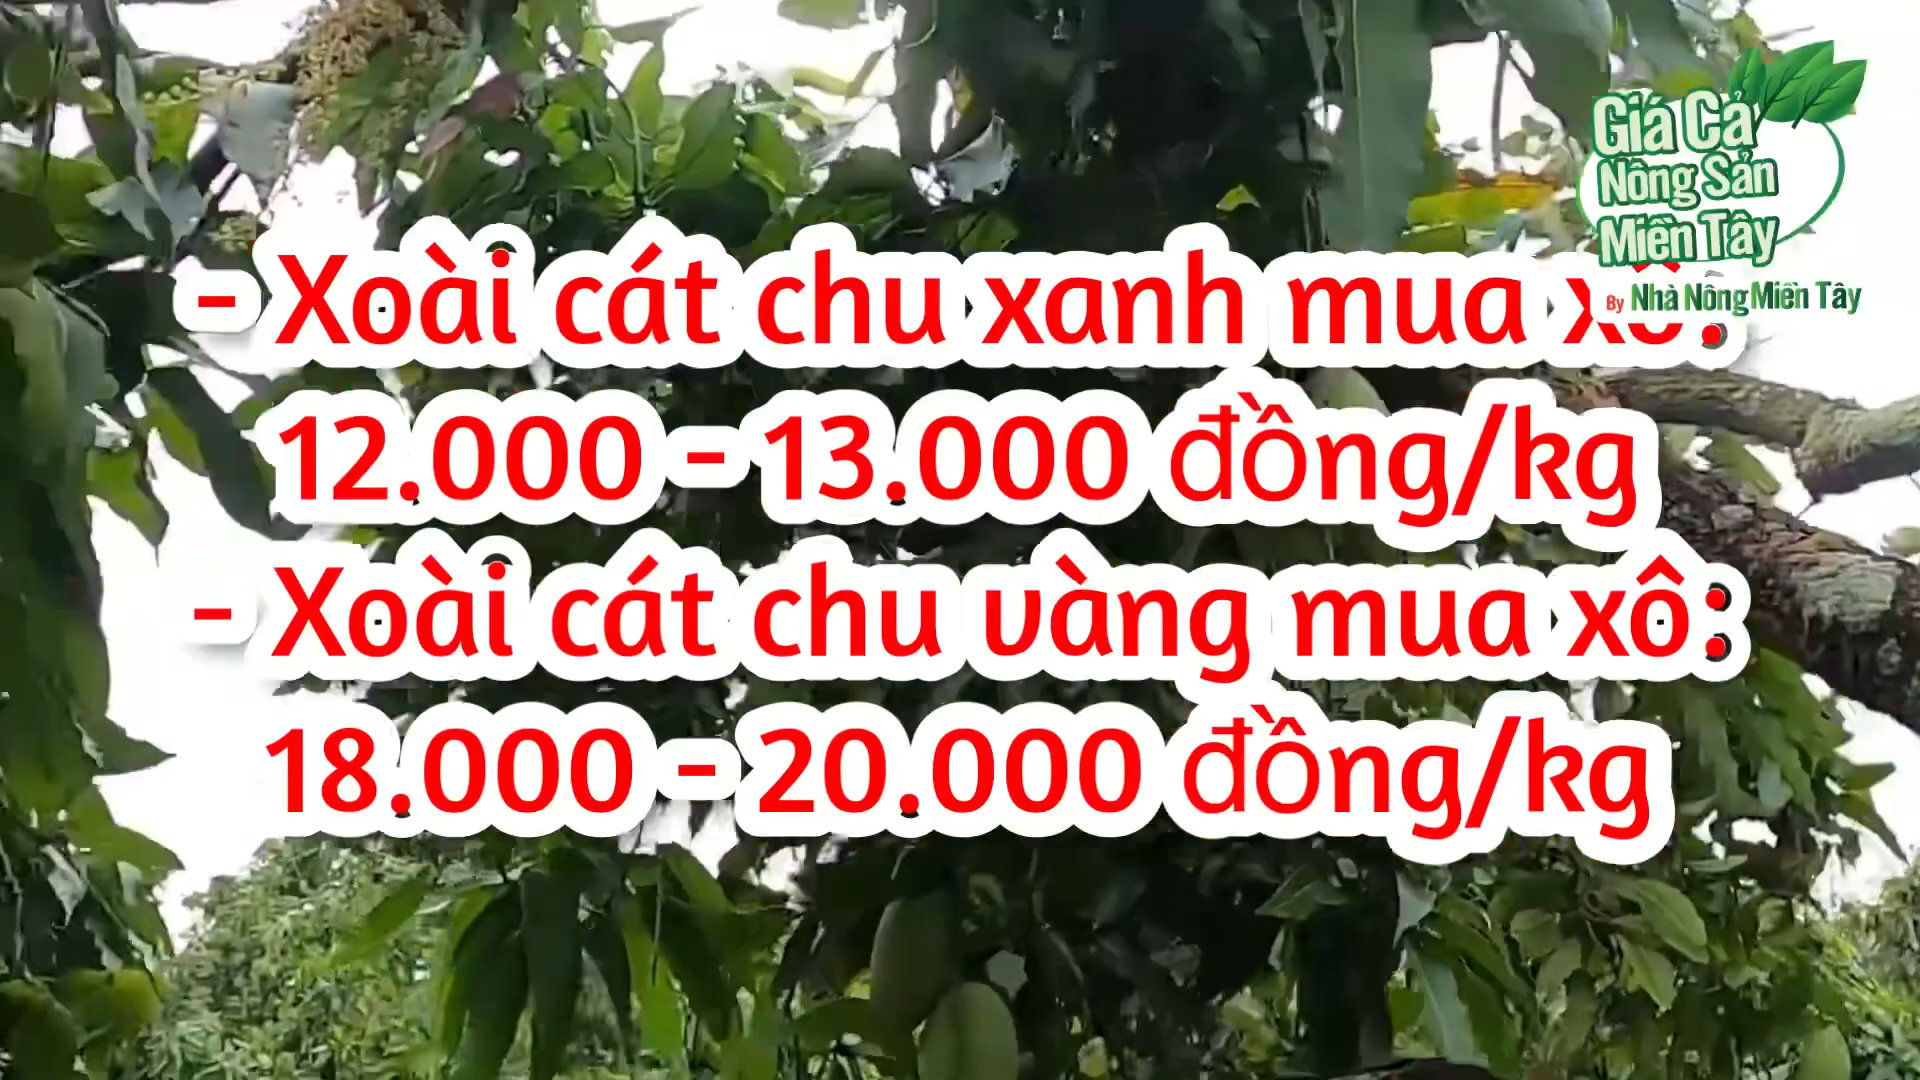 Giá Cả
Nông Sản
Miền Tây
By Nhà Nông Miền Tây
- Xoài cát chu xanh mua xô:
12.000 - 13.000 đồng/kg
- Xoài cát chu vàng mua xô:
18.000 - 20.000 đồng/kg